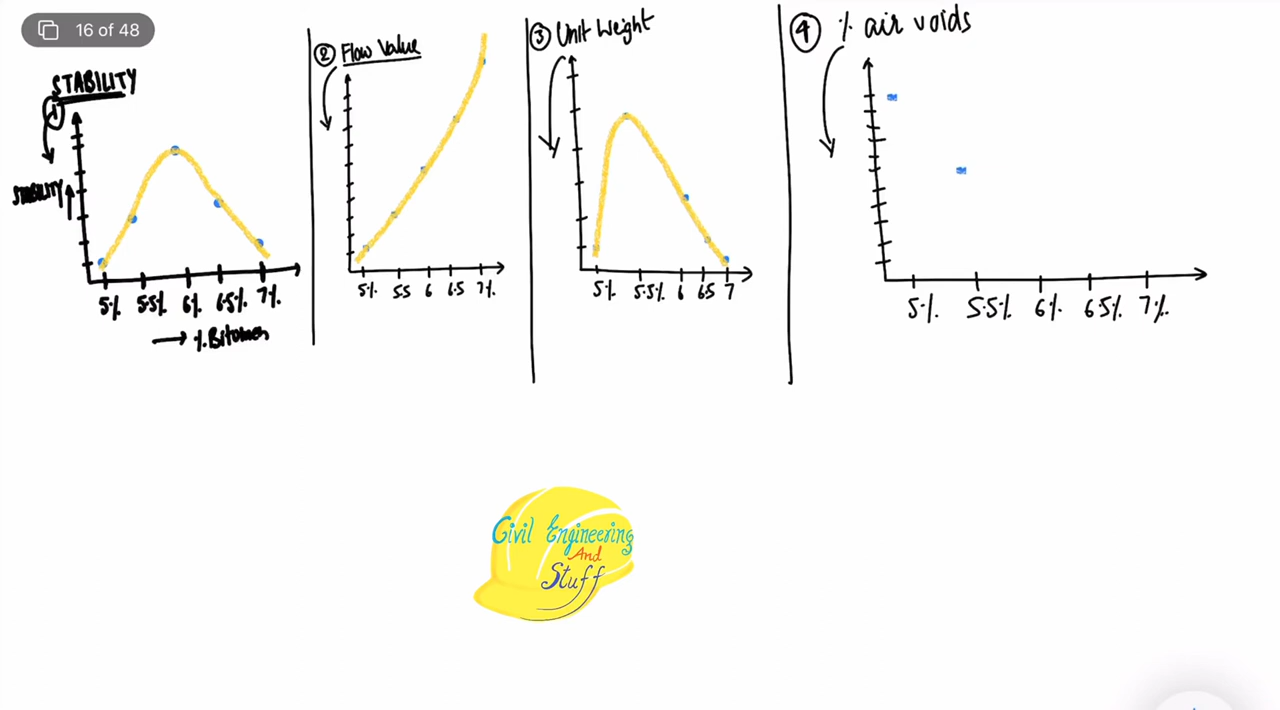 16 of 48
STABILITY
1
STABILITY
5% 5.5% 6% 6.5% 7%
% Bitumen
2 Flow Value
5% 5.5 6 6.5 7%
3 Unit Weight
5% 5.5% 6 6.5 7
4 % air voids
5% 5.5% 6% 6.5% 7%
Civil Engineering
And
Stuff